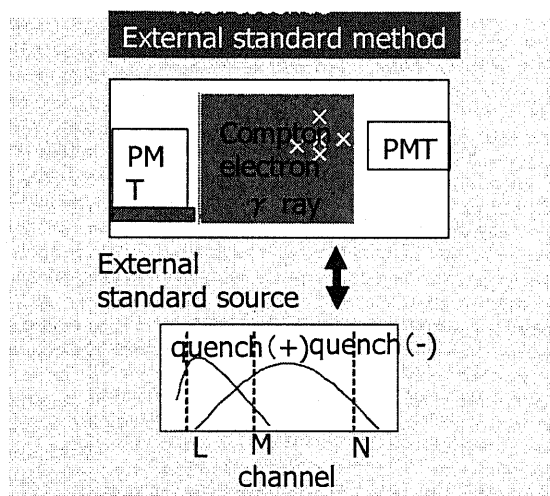 External standard method
PM
T
Compton
electron
γ ray
PMT
External
standard source
quench(+)quench(-)
L M N
channel